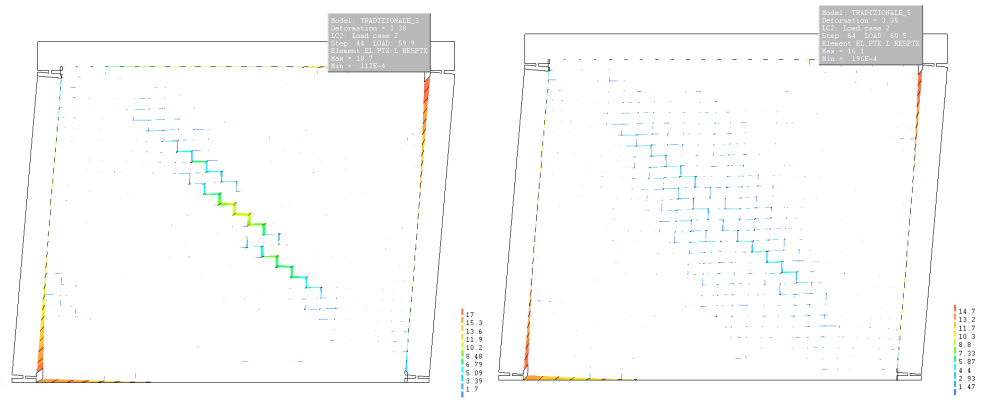 Model: TRADIZIONALE_3
Deformation = 3.38
LC2: Load case 2
Step: 44 LOAD: 59.9
Element EL.PTX.L RESPTX
Max = 18.7
Min = .112E-4
17
15.3
13.6
11.9
10.2
8.48
6.79
5.09
3.39
1.7
Model: TRADIZIONALE_5
Deformation = 3.35
LC2: Load case 2
Step: 64 LOAD: 60.5
Element EL.PTX.L RESPTX
Max = 16.1
Min = .196E-4
14.7
13.2
11.7
10.3
8.8
7.33
5.87
4.4
2.93
1.47